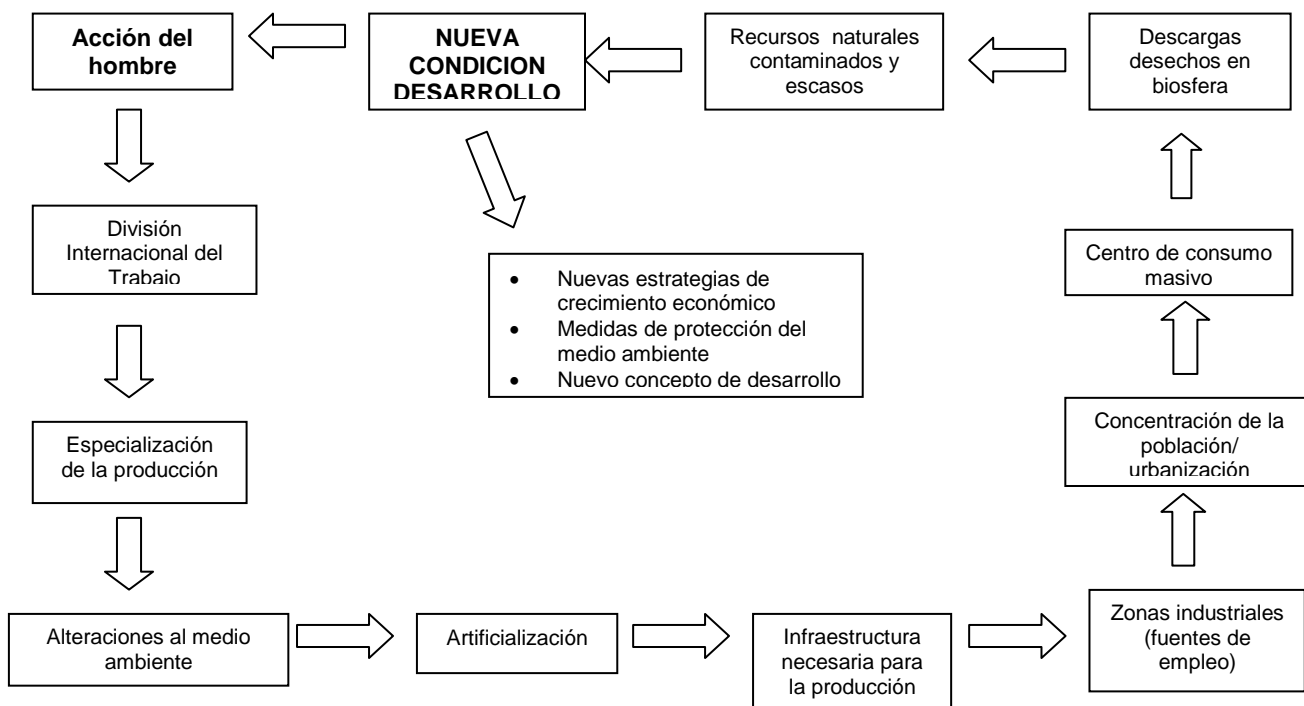 Acción del
hombre
NUEVA
CONDICION
DESARROLLO
Recursos naturales
contaminados y
escasos
Descargas
desechos en
biosfera
División
Internacional del
Trabajo
Nuevas estrategias de
crecimiento económico
Medidas de protección del
medio ambiente
Nuevo concepto de desarrollo
Centro de consumo
masivo
Especialización
de la producción
Concentración de la
población/
urbanización
Alteraciones al medio
ambiente
Artificialización
Infraestructura
necesaria para
la producción
Zonas industriales
(fuentes de
empleo)